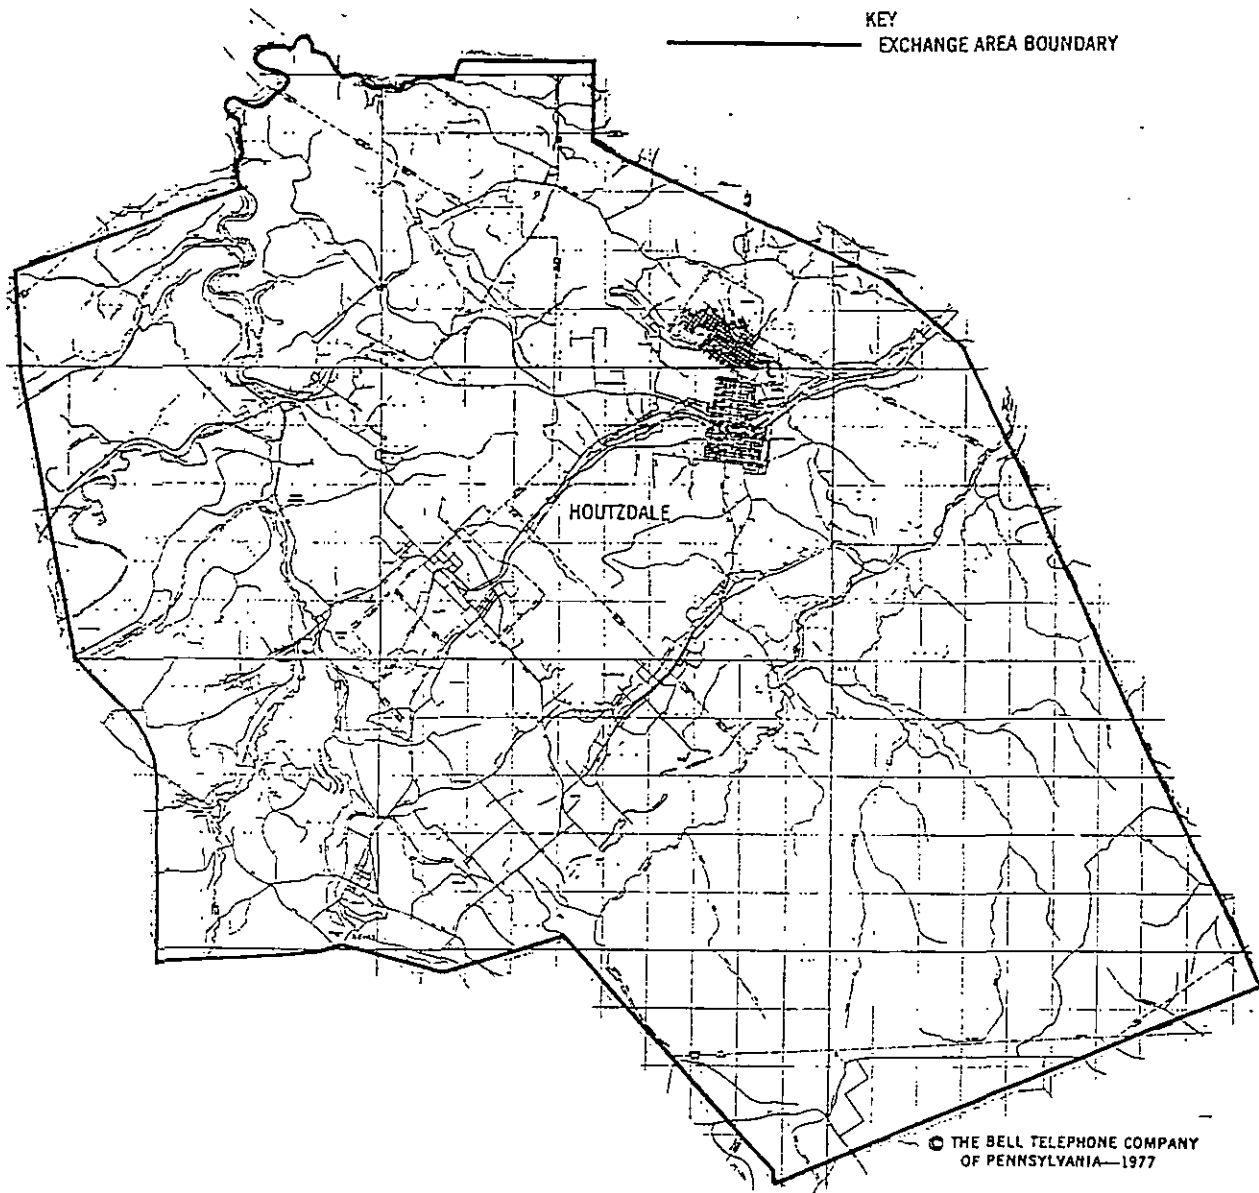 KEY
EXCHANGE AREA BOUNDARY
HOUTZDALE
© THE BELL TELEPHONE COMPANY
OF PENNSYLVANIA—1977